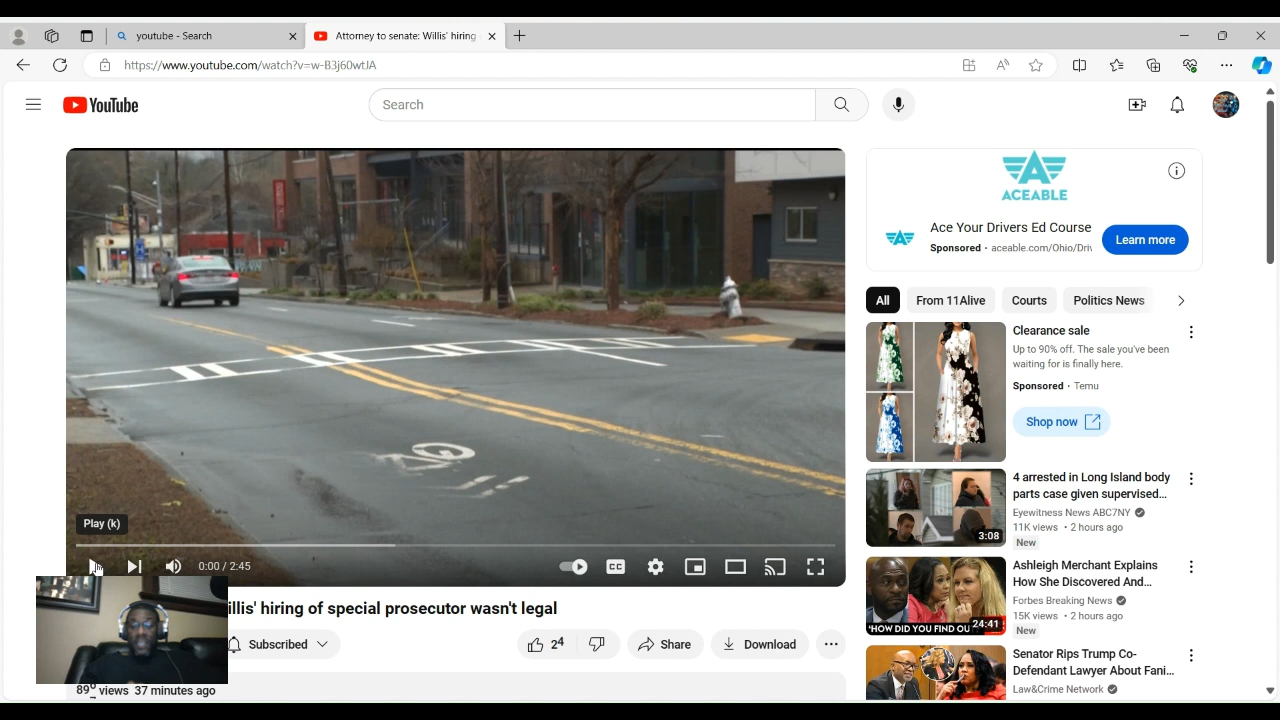 youtube - Search
Attorney to senate: Willis' hiring
https://www.youtube.com/watch?v=w-B3j60wtJA
YouTube
Search
ACEABLE
Ace Your Drivers Ed Course
Sponsored · aceable.com/Ohio/Driv
Learn more
All
From 11Alive
Courts
Politics News
Clearance sale
Up to 90% off. The sale you've been
waiting for is finally here.
Sponsored · Temu
Shop now
4 arrested in Long Island body
parts case given supervised...
Eyewitness News ABC7NY
11K views • 2 hours ago
New
3:08
Ashleigh Merchant Explains
How She Discovered And...
Forbes Breaking News
15K views • 2 hours ago
New
"HOW DID YOU FIND OU
24:41
Senator Rips Trump Co-
Defendant Lawyer About Fani...
Law&Crime Network
Play (k)
0:00 / 2:45
CC
illis' hiring of special prosecutor wasn't legal
Subscribed
Share
Download
views 37 minutes ago